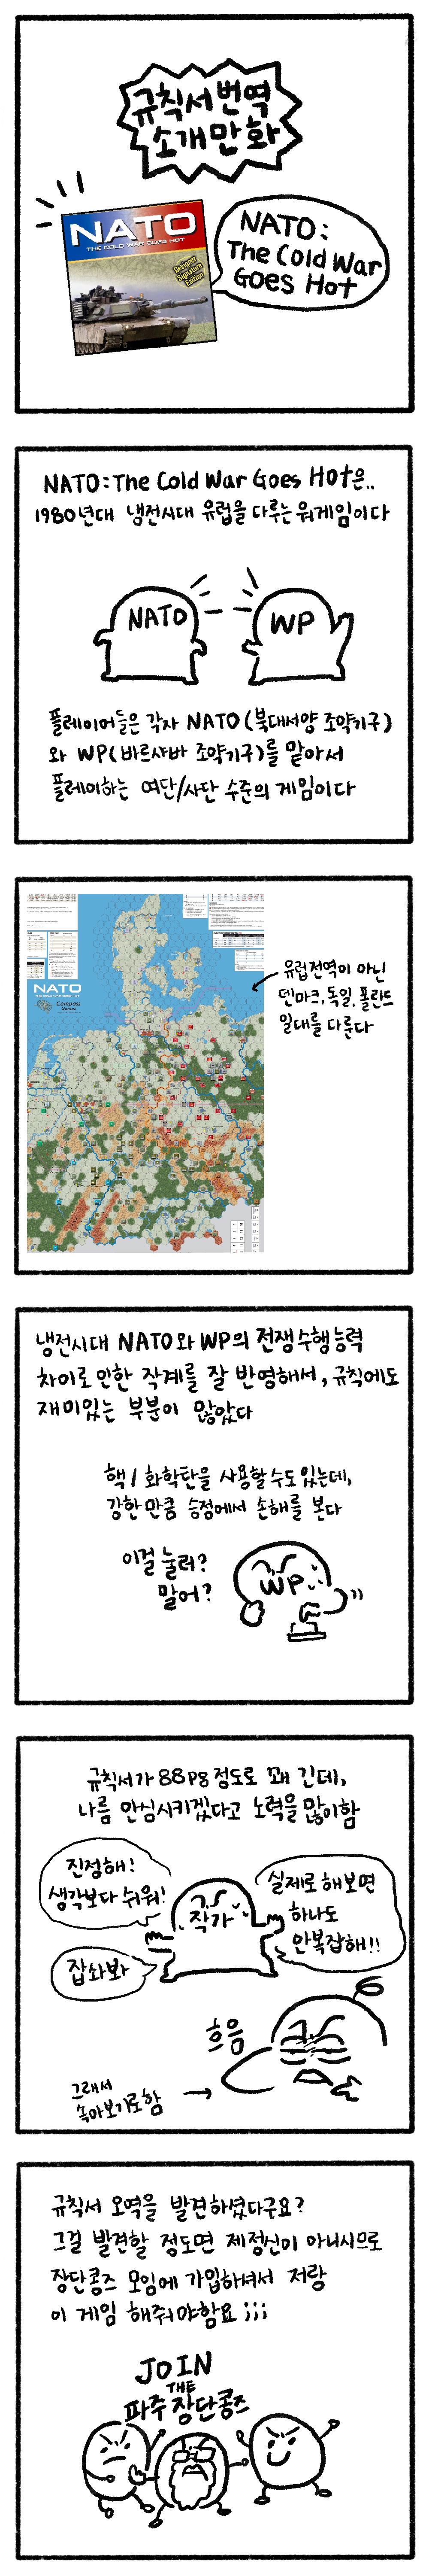 규칙서 번역
소개만화
NATO
THE COLD WAR GOES HOT
Designer
Signature
Edition
NATO:
The Cold War
Goes Hot
NATO: The Cold War Goes Hot은..
1980년대 냉전시대 유럽을 다루는 워게임이다
NATO
WP
플레이어들은 각자 NATO(북대서양 조약기구)
와 WP(바르샤바 조약기구)를 맡아서
플레이하는 여단/사단 수준의 게임이다
유럽전역이 아닌
덴마크, 독일, 폴란드
일대를 다룬다
NATO
Compass
Games
냉전시대 NATO와 WP의 전쟁수행능력
차이로 인한 작계를 잘 반영해서, 규칙에도
재미있는 부분이 많았다
핵/화학탄을 사용할 수도 있는데,
강한 만큼 승점에서 손해를 본다
이걸 눌러?
말어?
WP
규칙서가 88pg 정도로 꽤 긴데,
나름 안심시키겠다고 노력을 많이함
진정해!
생각보다 쉬워!
잡솨봐
작가
실제로 해보면
하나도
안복잡해!!
흐음
그래서
속아보기로함
규칙서 오역을 발견하셨다구요?
그걸 발견할 정도면 제정신이 아니시므로
장단콩즈 모임에 가입하셔서 저랑
이 게임 해줘야함요 ;;;
JOIN
THE
파주 장단콩즈